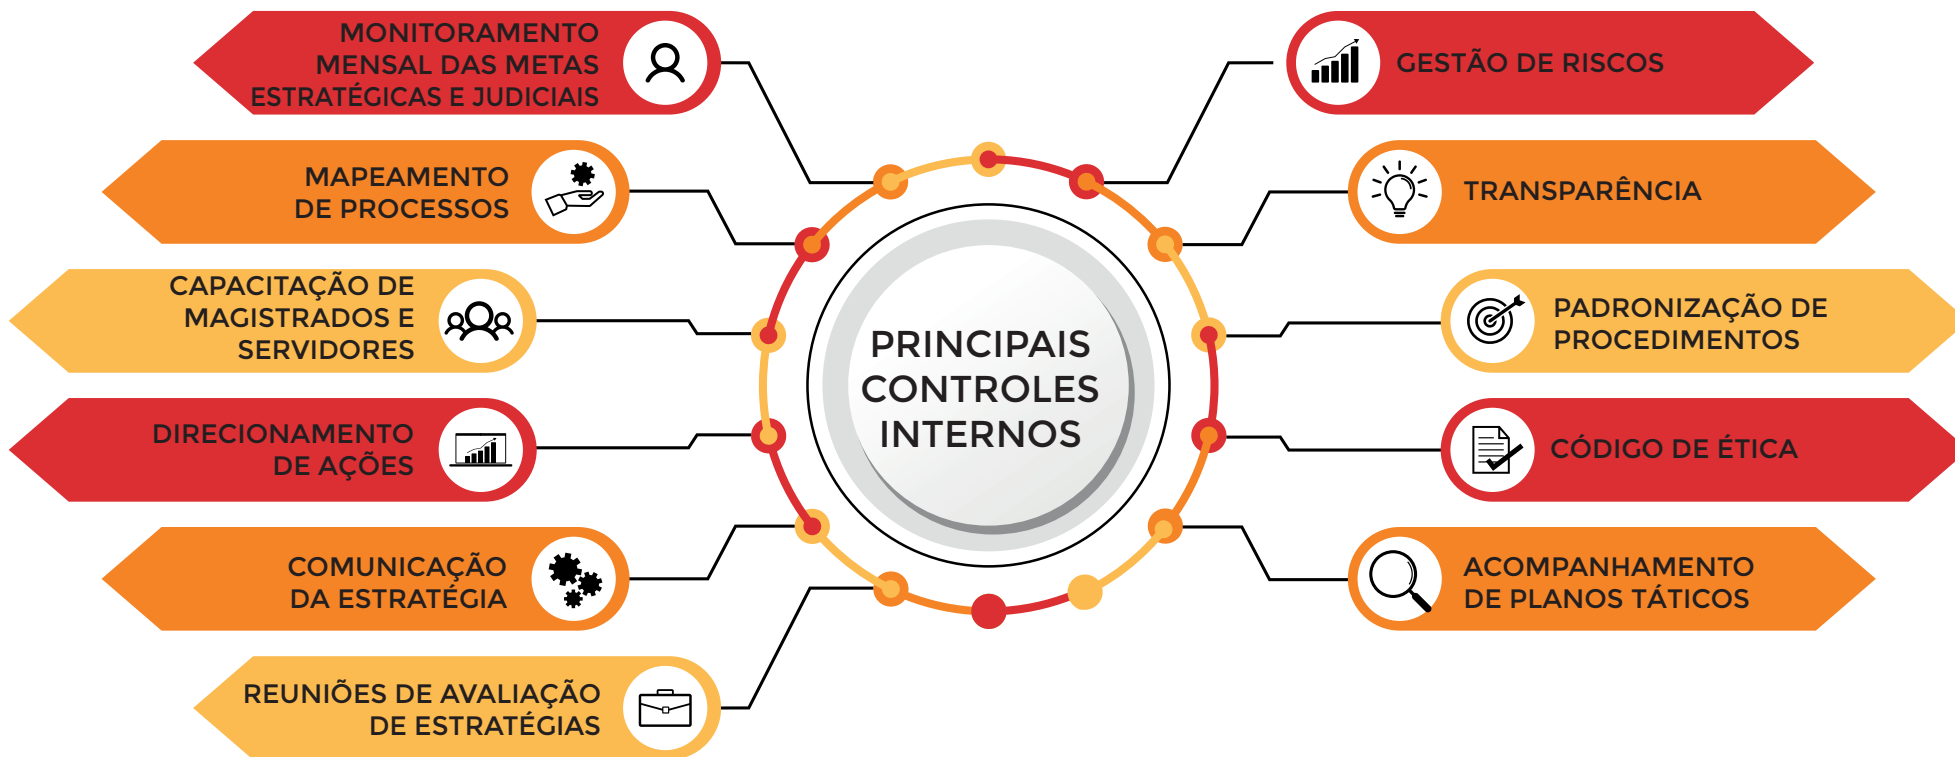 MONITORAMENTO
MENSAL DAS METAS
ESTRATÉGICAS E JUDICIAIS
MAPEAMENTO
DE PROCESSOS
CAPACITAÇÃO DE
MAGISTRADOS E
SERVIDORES
DIRECIONAMENTO
DE AÇÕES
COMUNICAÇÃO
DA ESTRATÉGIA
REUNIÕES DE AVALIAÇÃO
DE ESTRATÉGIAS
PRINCIPAIS
CONTROLES
INTERNOS
GESTÃO DE RISCOS
TRANSPARÊNCIA
PADRONIZAÇÃO DE
PROCEDIMENTOS
CÓDIGO DE ÉTICA
ACOMPANHAMENTO
DE PLANOS TÁTICOS